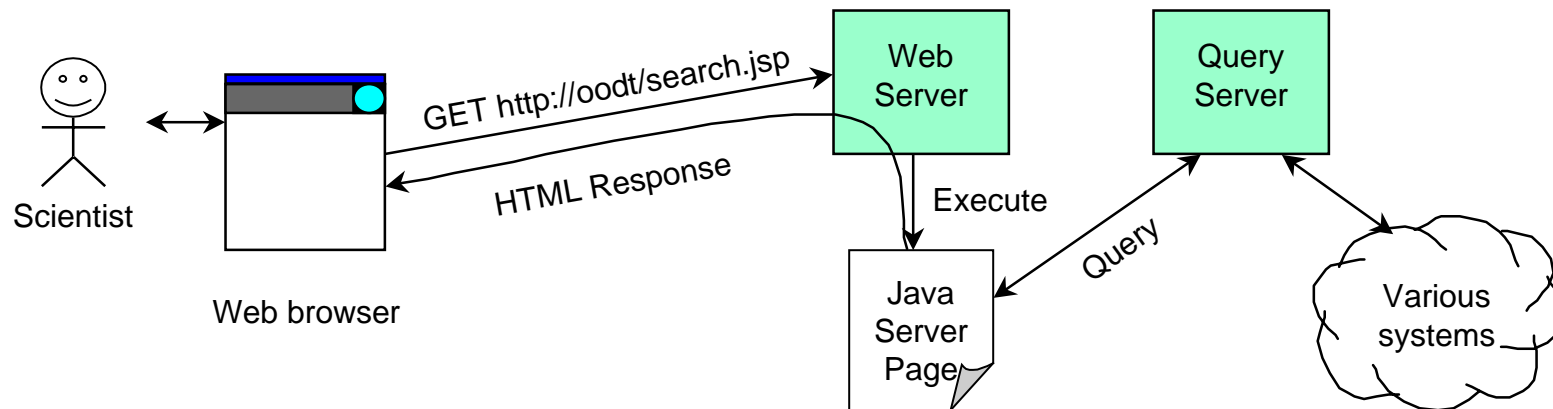 Scientist
Web browser
GET http://oodt/search.jsp
HTML Response
Web
Server
Execute
Java
Server
Page
Query
Query
Server
Various
systems